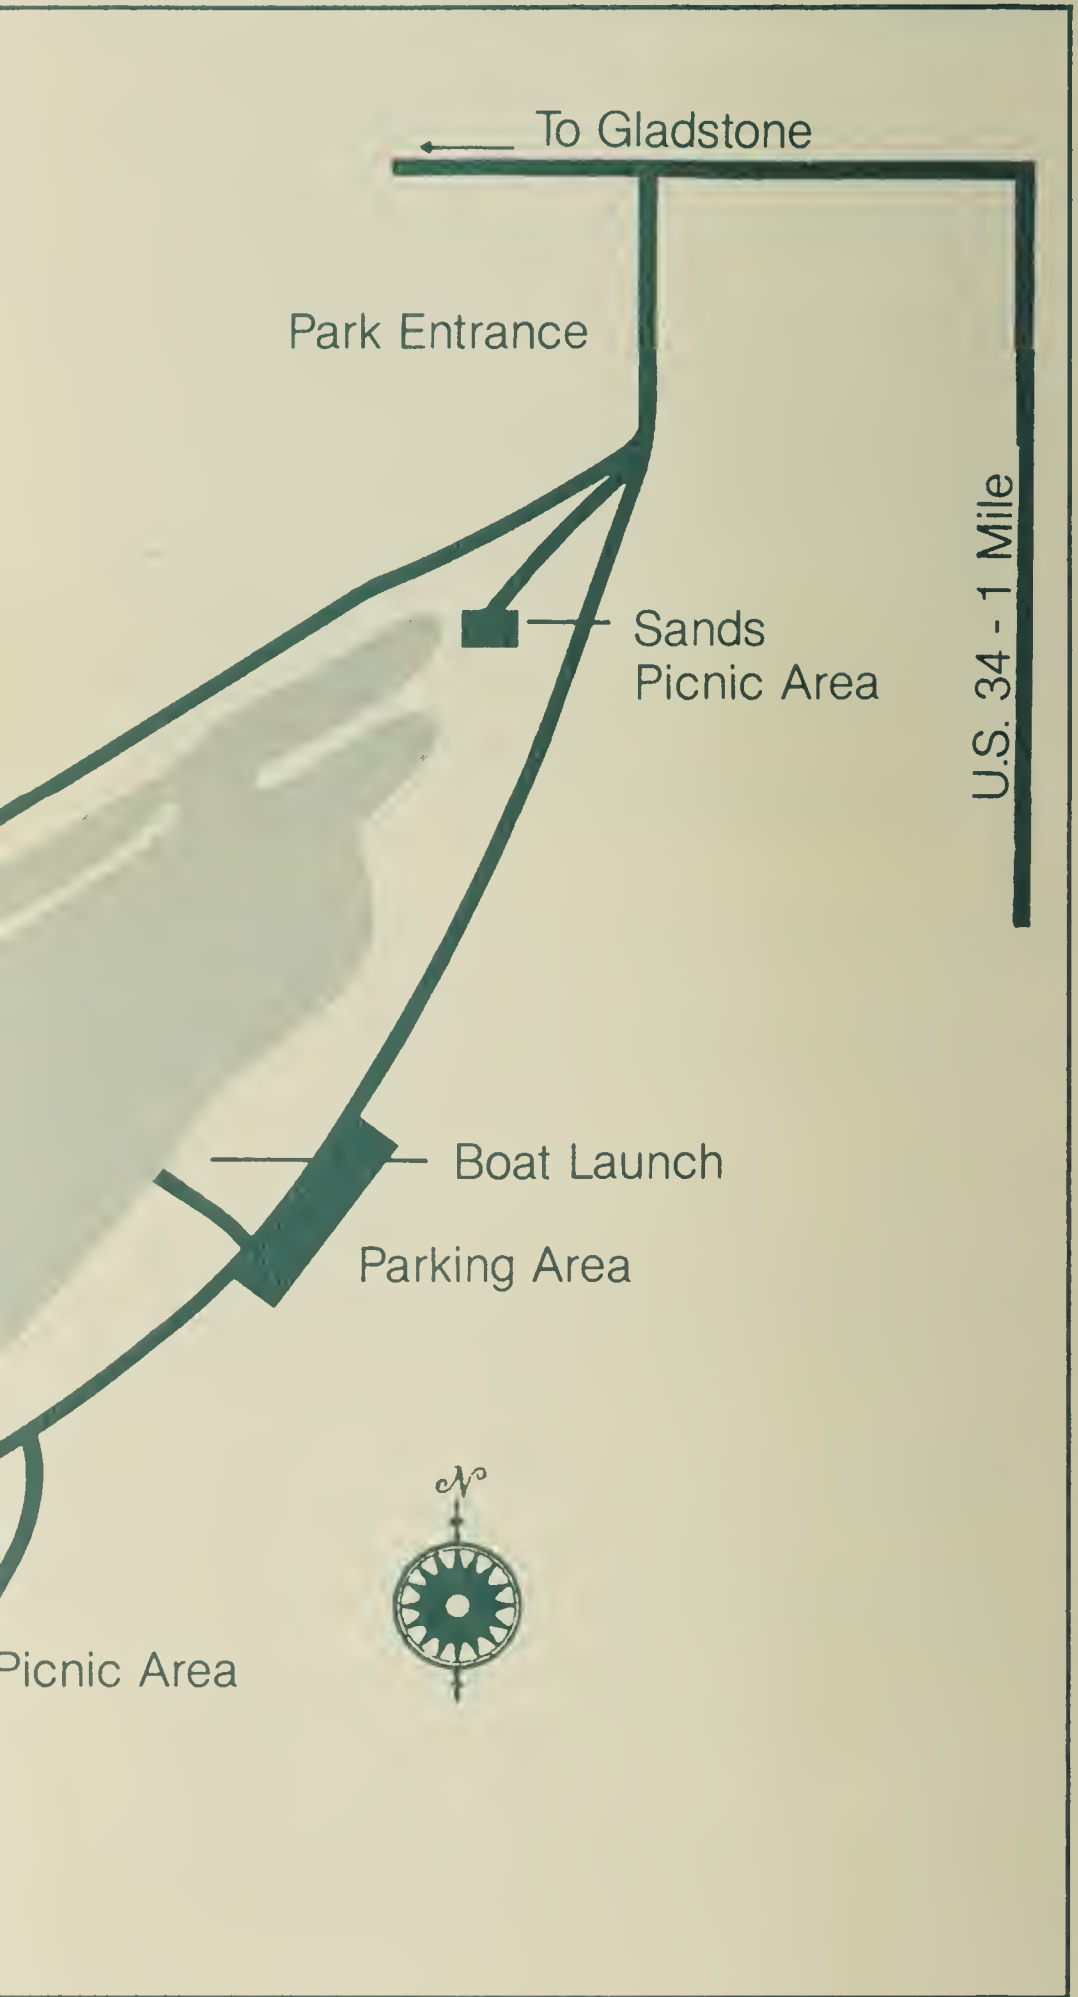 To Gladstone
Park Entrance
U.S. 34 - 1 Mile
Sands
Picnic Area
Boat Launch
Parking Area
N
Picnic Area